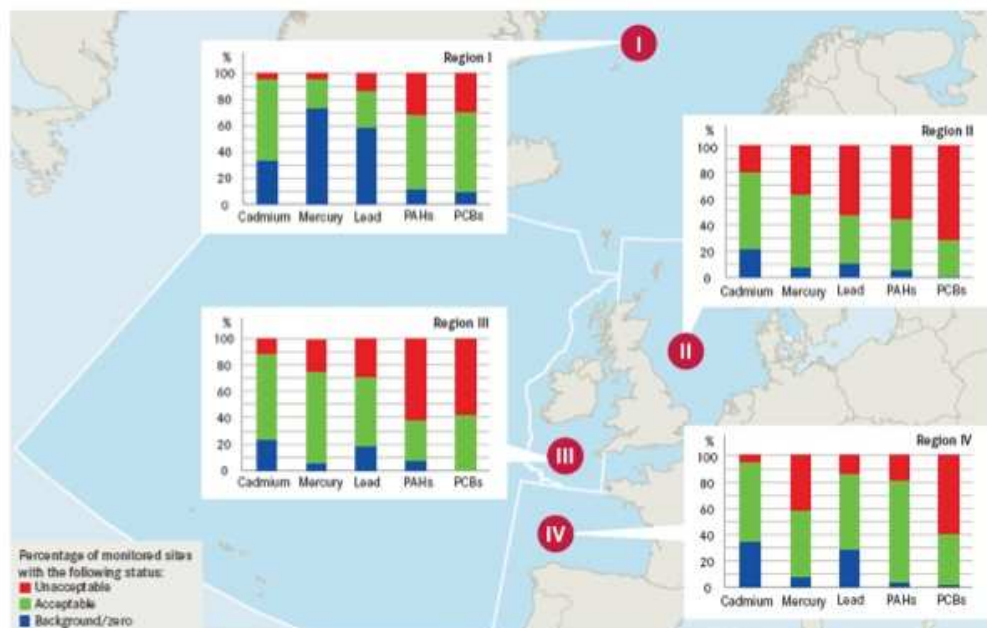 I
% Region I
100
80
60
40
20
0
Cadmium Mercury Lead PAHs PCBs
Region II
%
100
80
60
40
20
0
Cadmium Mercury Lead PAHs PCBs
II
% Region III
100
80
60
40
20
0
Cadmium Mercury Lead PAHs PCBs
III
Region IV
%
100
80
60
40
20
0
Cadmium Mercury Lead PAHs PCBs
IV
Percentage of monitored sites
with the following status:
Unacceptable
Acceptable
Background/zero